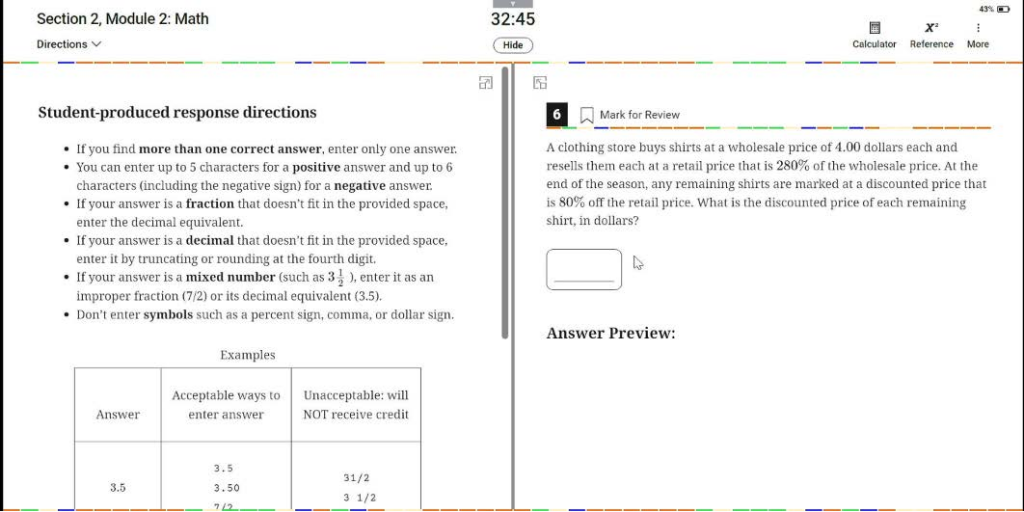 43%
Section 2, Module 2: Math
32:45
Directions
Hide
X²
Calculator Reference More
Student-produced response directions
• If you find more than one correct answer, enter only one answer.
• You can enter up to 5 characters for a positive answer and up to 6
characters (including the negative sign) for a negative answer.
• If your answer is a fraction that doesn't fit in the provided space,
enter the decimal equivalent.
• If your answer is a decimal that doesn't fit in the provided space,
enter it by truncating or rounding at the fourth digit.
• If your answer is a mixed number (such as 3 1/2 ), enter it as an
improper fraction (7/2) or its decimal equivalent (3.5).
• Don't enter symbols such as a percent sign, comma, or dollar sign.
Examples
Answer
Acceptable ways to
enter answer
Unacceptable: will
NOT receive credit
3.5
3.5
3.50
7/2
31/2
3 1/2
6 Mark for Review
A clothing store buys shirts at a wholesale price of 4.00 dollars each and
resells them each at a retail price that is 280% of the wholesale price. At the
end of the season, any remaining shirts are marked at a discounted price that
is 80% off the retail price. What is the discounted price of each remaining
shirt, in dollars?
Answer Preview: